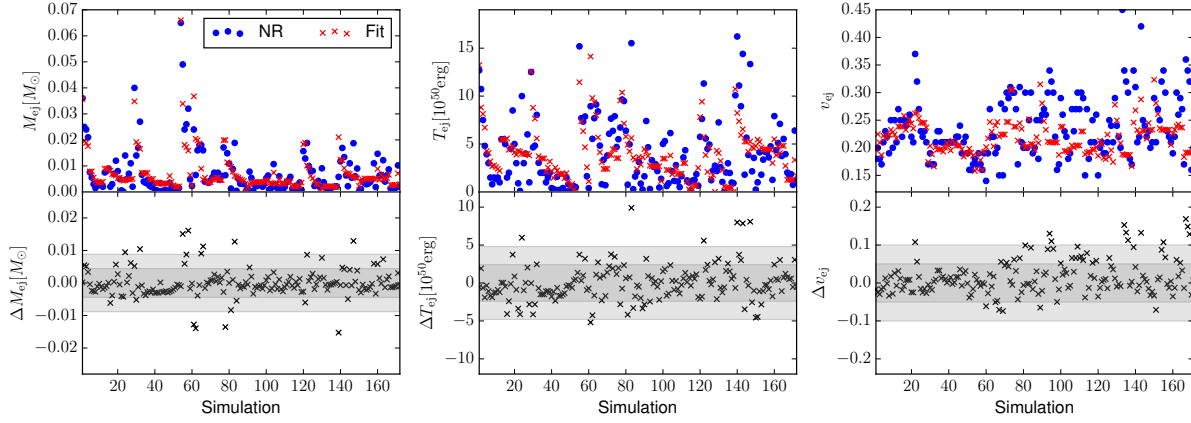 NR Fit
M_ej[M_⊙]
0.07
0.06
0.05
0.04
0.03
0.02
0.01
0.00
ΔM_ej[M_⊙]
0.02
0.01
0.00
−0.01
−0.02
20 40 60 80 100 120 140 160
Simulation
T_ej[10^50erg]
15
10
5
0
ΔT_ej[10^50erg]
10
5
0
−5
−10
20 40 60 80 100 120 140 160
Simulation
v_ej
0.45
0.40
0.35
0.30
0.25
0.20
0.15
Δv_ej
0.2
0.1
0.0
−0.1
−0.2
20 40 60 80 100 120 140 160
Simulation